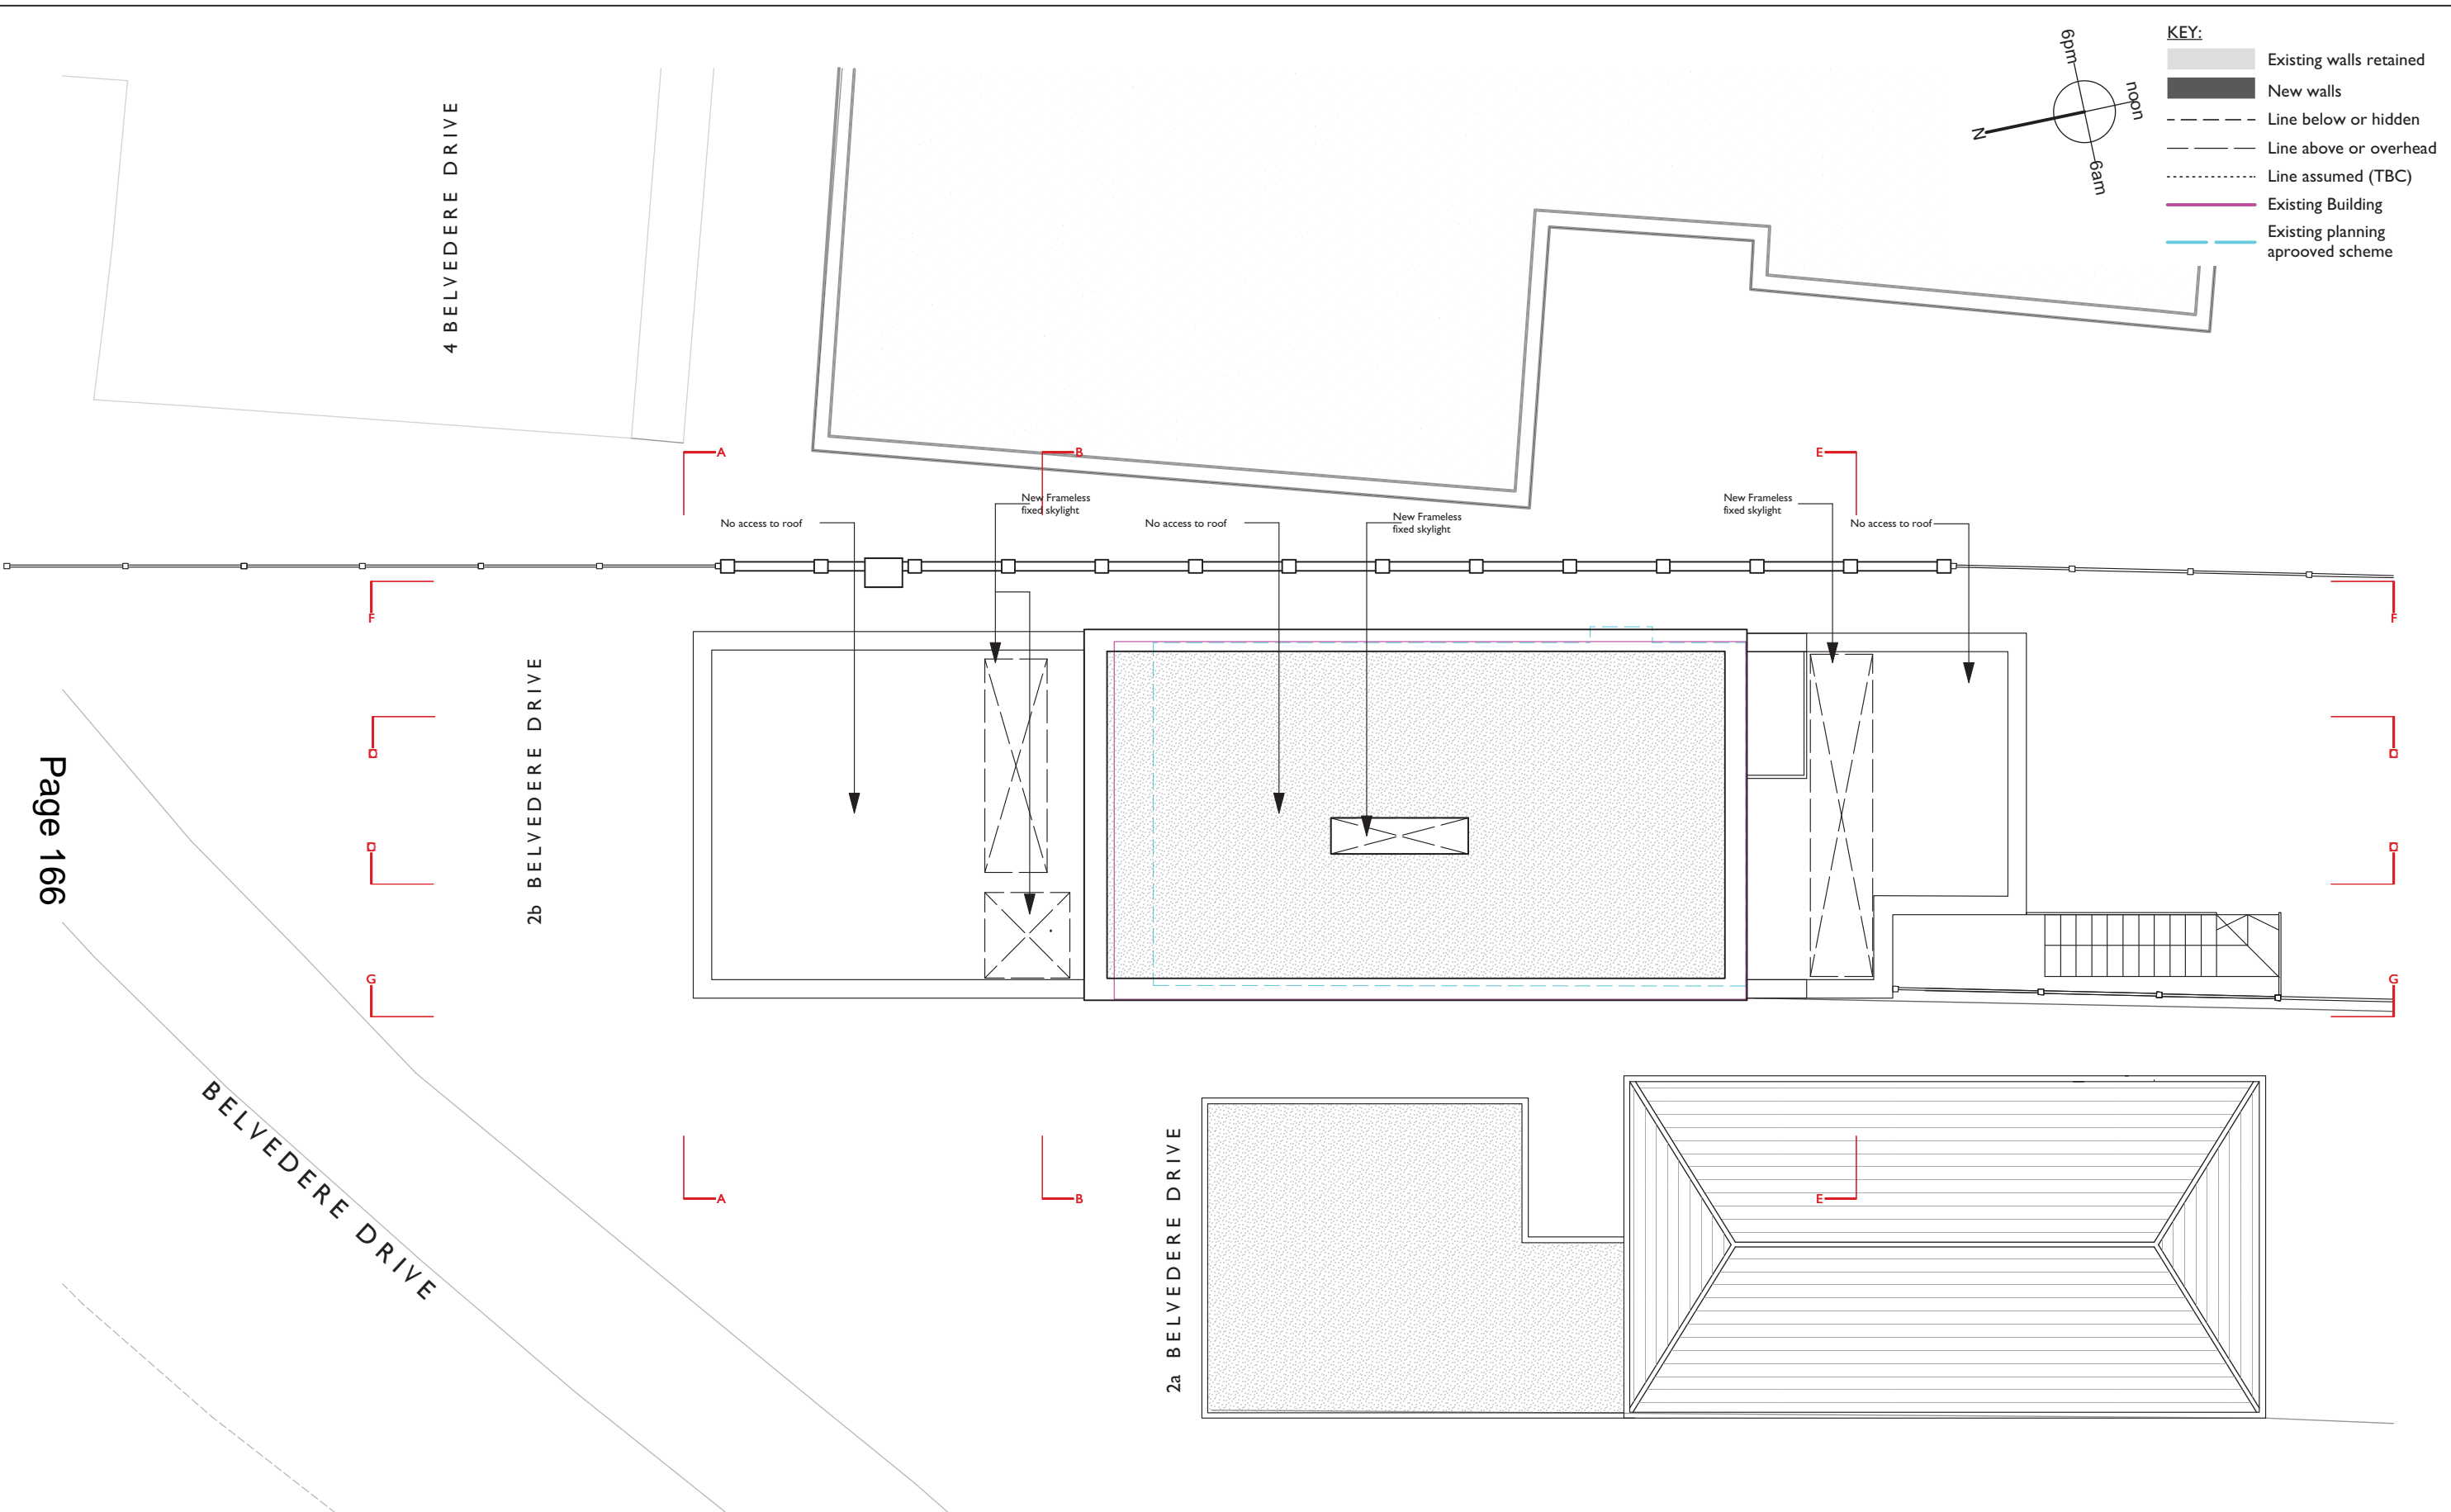 KEY:
Existing walls retained
New walls
Line below or hidden
Line above or overhead
Line assumed (TBC)
Existing Building
Existing planning
aprooved scheme
6pm
noon
N
6am
4 BELVEDERE DRIVE
A
B
E
New Frameless
fixed skylight
New Frameless
fixed skylight
No access to roof
No access to roof
New Frameless
fixed skylight
No access to roof
F
F
D
D
2b BELVEDERE DRIVE
Page 166
D
D
G
G
BELVEDERE DRIVE
2a BELVEDERE DRIVE
A
B
E